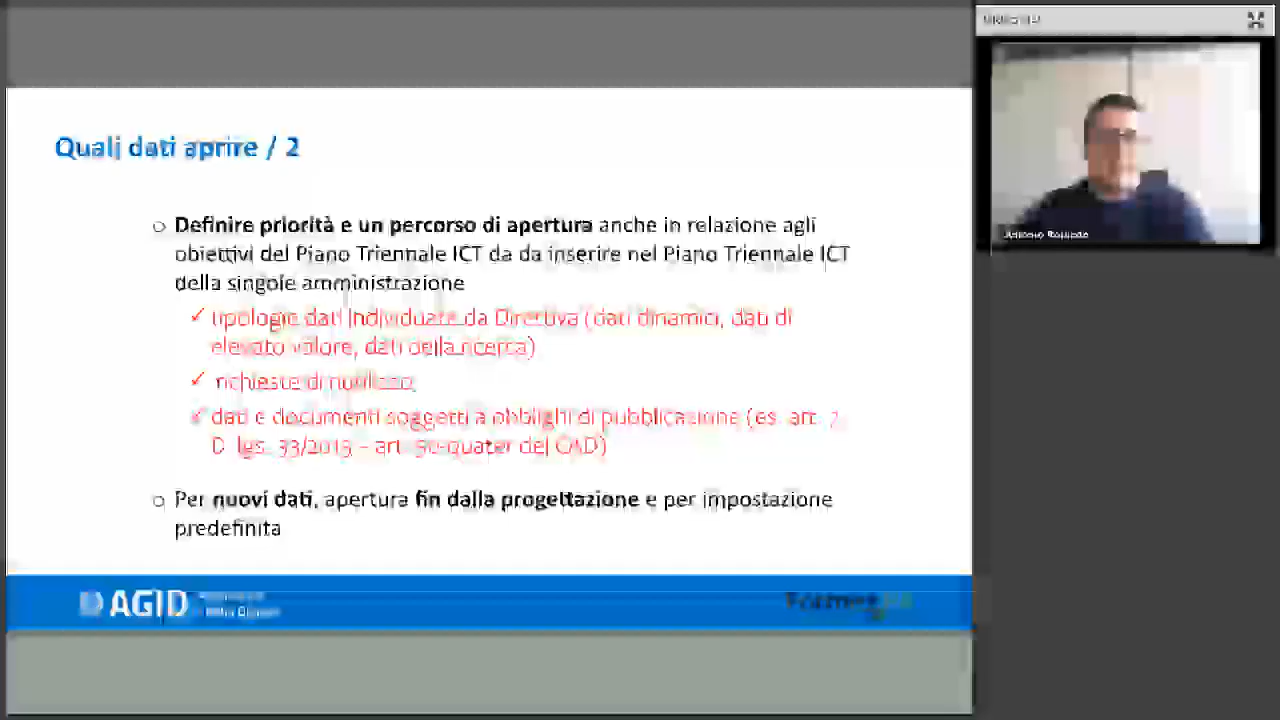 Quali dati aprire / 2
○ Definire priorità e un percorso di apertura anche in relazione agli
obiettivi del Piano Triennale ICT da da inserire nel Piano Triennale ICT
della singole amministrazione
✓ tipologie dati individuate da Direttiva (dati dinamici, dati di
elevato valore, dati della ricerca)
✓ richieste di riutilizzo;
✓ dati e documenti soggetti a obblighi di pubblicazione (es. art. 7
D. lgs. 33/2013 – art. 50-quater del CAD)
○ Per nuovi dati, apertura fin dalla progettazione e per impostazione
predefinita
AGID
Formez
Antonio